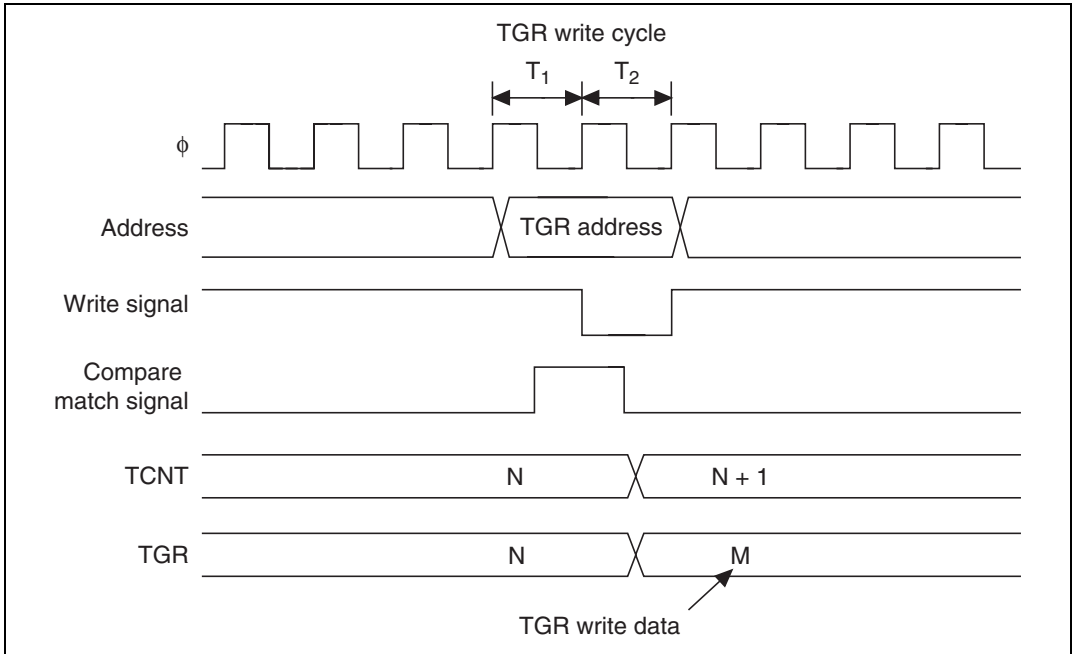 TGR write cycle
T₁ T₂
ϕ
Address
TGR address
Write signal
Compare
match signal
TCNT
N
N + 1
TGR
N
M
TGR write data